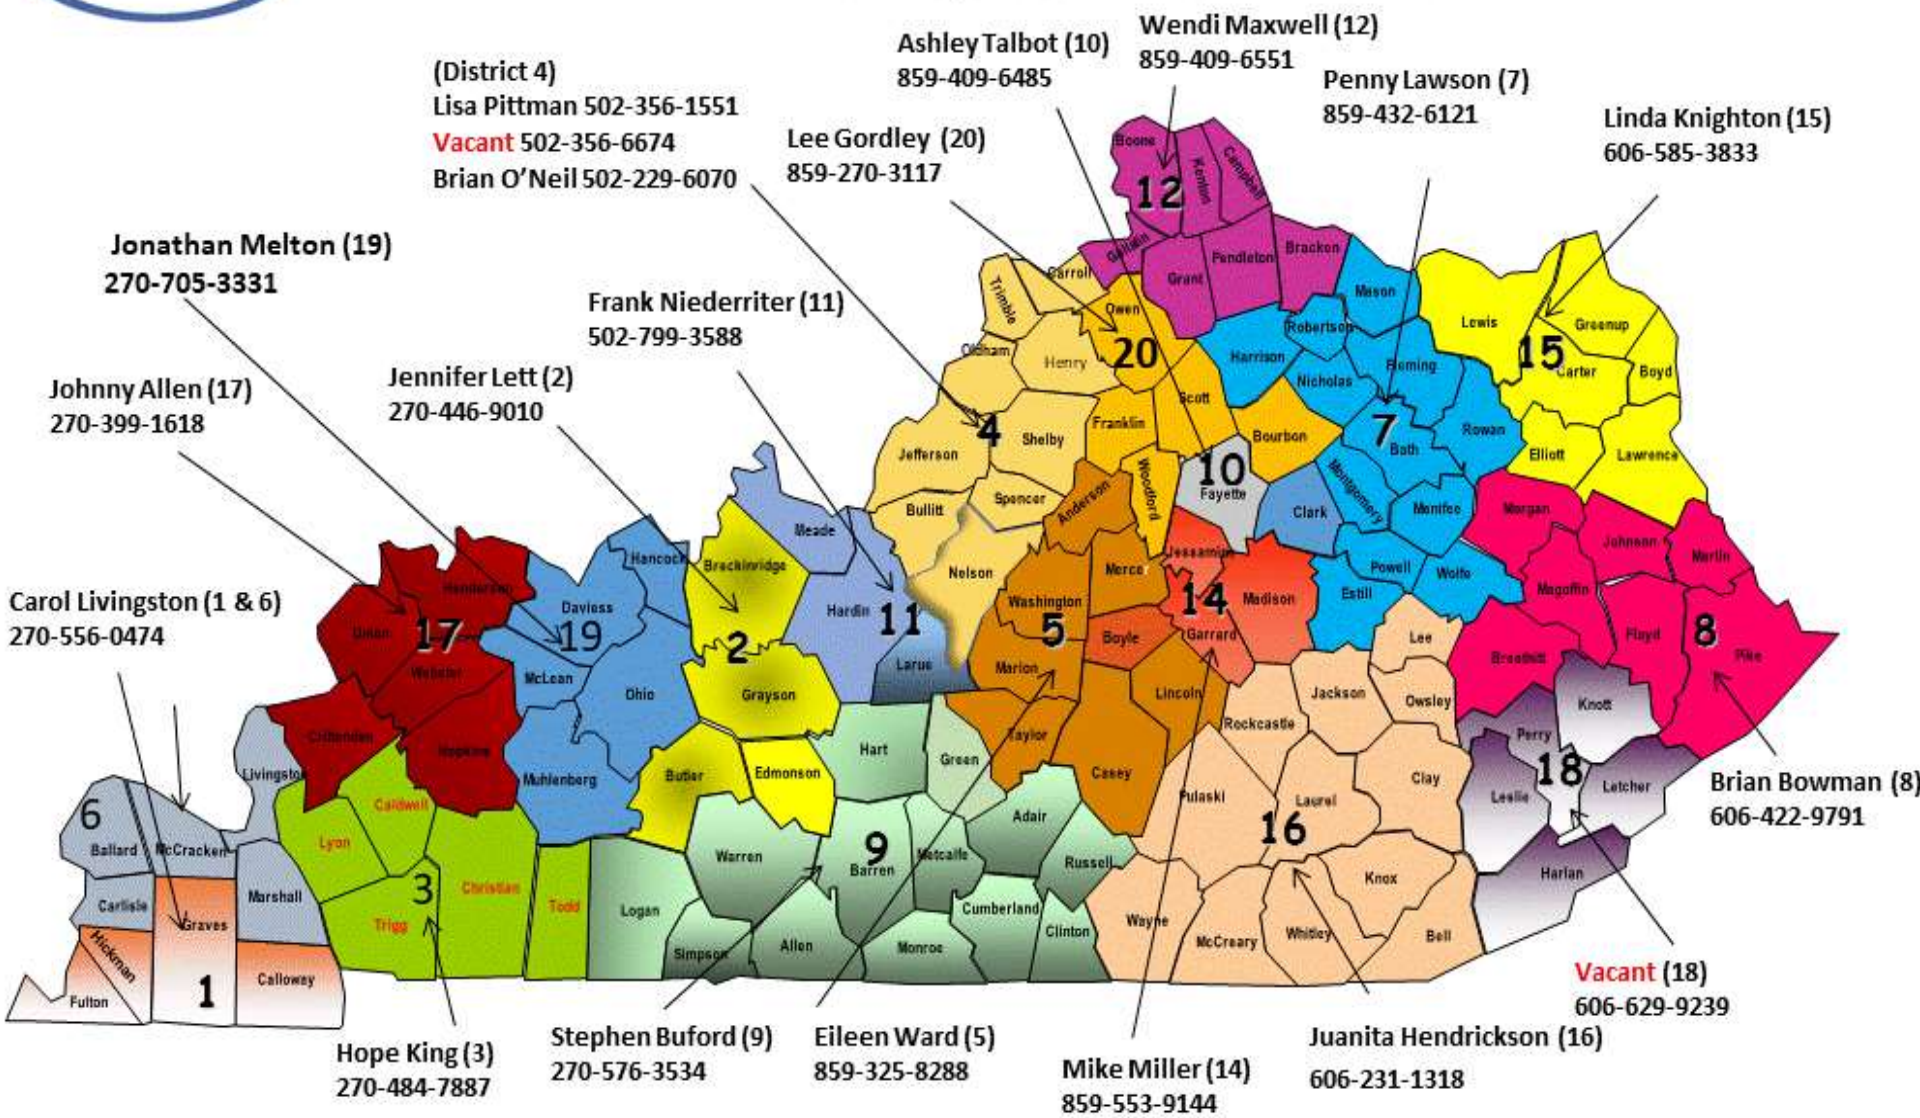 Wendi Maxwell (12)
859-409-6551
Ashley Talbot (10)
859-409-6485
(District 4)
Lisa Pittman 502-356-1551
Vacant 502-356-6674
Brian O’Neil 502-229-6070
Penny Lawson (7)
859-432-6121
Linda Knighton (15)
606-585-3833
Lee Gordley (20)
859-270-3117
Jonathan Melton (19)
270-705-3331
Frank Niederriter (11)
502-799-3588
Jennifer Lett (2)
270-446-9010
Johnny Allen (17)
270-399-1618
Carol Livingston (1 & 6)
270-556-0474
Boone
Kenton
Campbell
12
Gallatin
Grant
Pendleton
Bracken
Carroll
Trimble
Owen
20
Oldham
Henry
Scott
Franklin
Woodford
Bourbon
4
Shelby
Jefferson
Spencer
Bullitt
Nelson
Mason
Robertson
Harrison
Nicholas
Fleming
7
Bath
Rowan
Montgomery
Menifee
Powell
Wolfe
Estill
Clark
10
Fayette
Lewis
Greenup
15
Carter
Boyd
Elliott
Lawrence
Morgan
Johnson
Martin
Magoffin
Floyd
8
Pike
Breathitt
Anderson
Mercer
Washington
5
Boyle
Marion
Lincoln
Taylor
Casey
Jessamine
14
Madison
Garrard
Meade
Hardin
11
Larue
Breckinridge
2
Grayson
Butler
Edmonson
Hancock
Daviess
19
McLean
Ohio
Muhlenberg
Henderson
Union
17
Webster
Crittenden
Hopkins
Livingston
6
Ballard
McCracken
Carlisle
Marshall
Graves
Hickman
Fulton
1
Calloway
Caldwell
Lyon
3
Trigg
Christian
Todd
Hart
Green
Adair
Warren
9
Barren
Metcalfe
Russell
Logan
Simpson
Allen
Monroe
Cumberland
Clinton
Lee
Jackson
Owsley
Rockcastle
Pulaski
Laurel
Clay
16
Knox
Wayne
McCreary
Whitley
Bell
Knott
Perry
18
Leslie
Letcher
Harlan
Brian Bowman (8)
606-422-9791
Vacant (18)
606-629-9239
Juanita Hendrickson (16)
606-231-1318
Mike Miller (14)
859-553-9144
Eileen Ward (5)
859-325-8288
Stephen Buford (9)
270-576-3534
Hope King (3)
270-484-7887